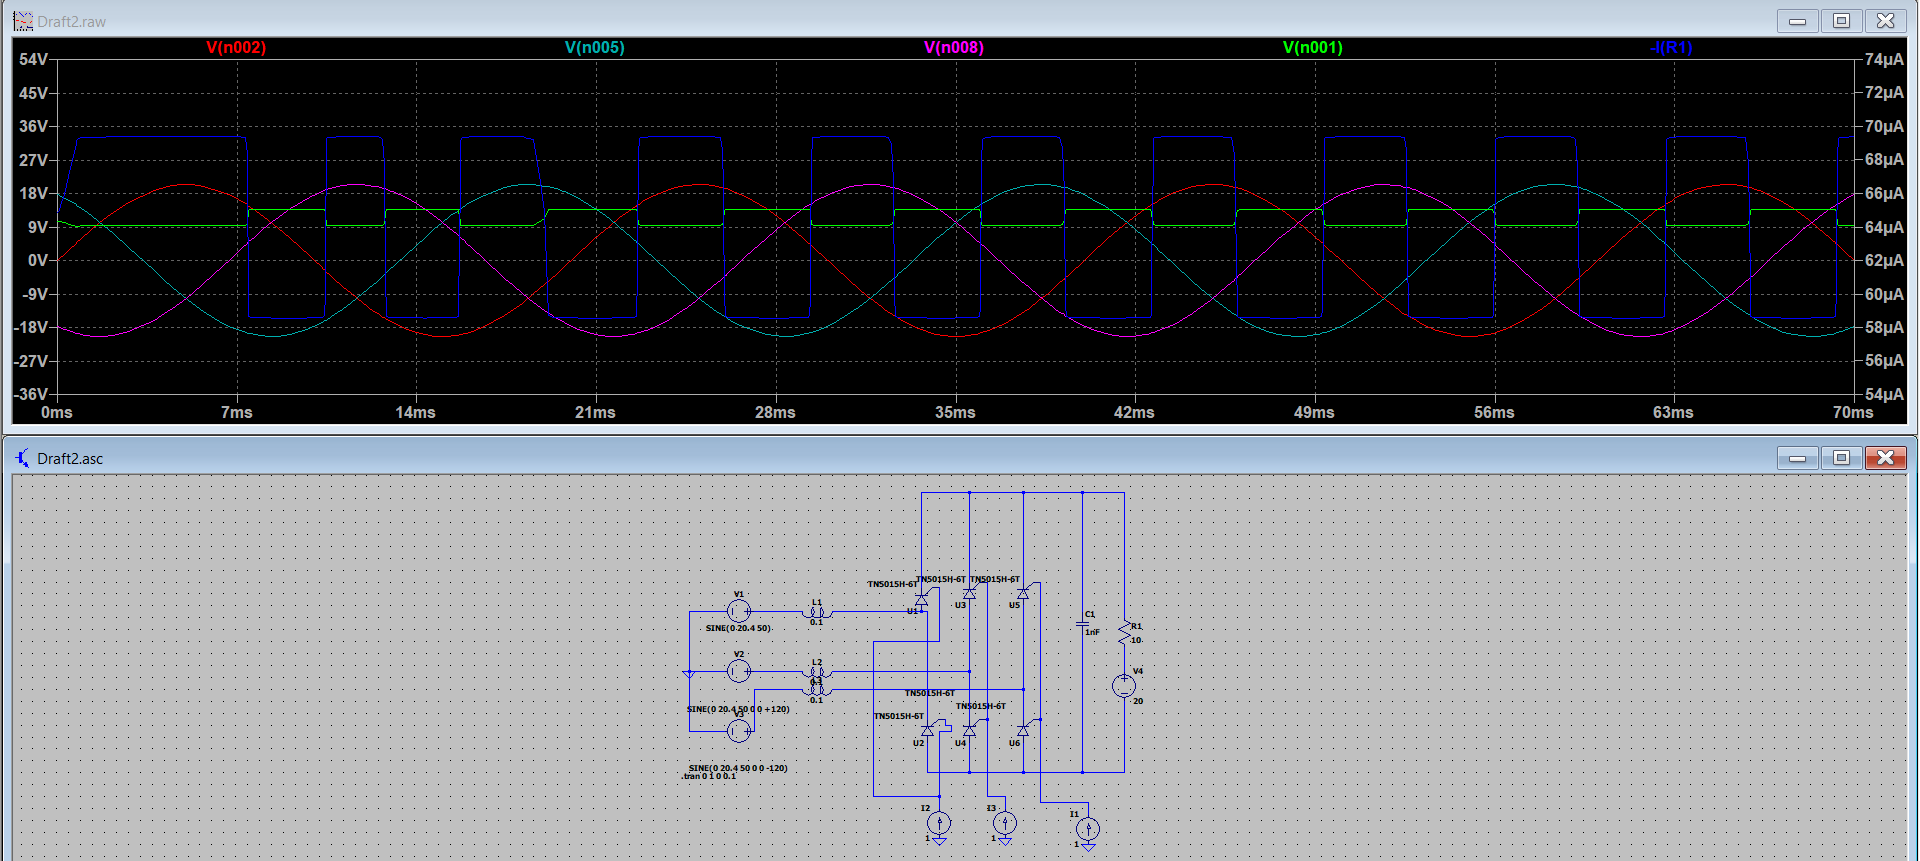 Draft2.raw
V(n002) V(n005) V(n008) V(n001) -I(R1)
54V 74µA
45V 72µA
36V 70µA
27V 68µA
18V 66µA
9V 64µA
0V 62µA
-9V 60µA
-18V 58µA
-27V 56µA
-36V 54µA
0ms 7ms 14ms 21ms 28ms 35ms 42ms 49ms 56ms 63ms 70ms
Draft2.asc
TN5015H-6T TN5015H-6T TN5015H-6T
V1 L1 U1 U3 U5 C1
SINE(0 20.4 50) 0.1 1nF R1
10
V2 L2 V4
0.1
L3
TN5015H-6T
0.1 20
SINE(0 20.4 50 0 0 +120) TN5015H-6T
V3 TN5015H-6T
U2 U4 U6
SINE(0 20.4 50 0 0 -120)
.tran 0 1 0 0.1
I2 I3 I1
1 1 1